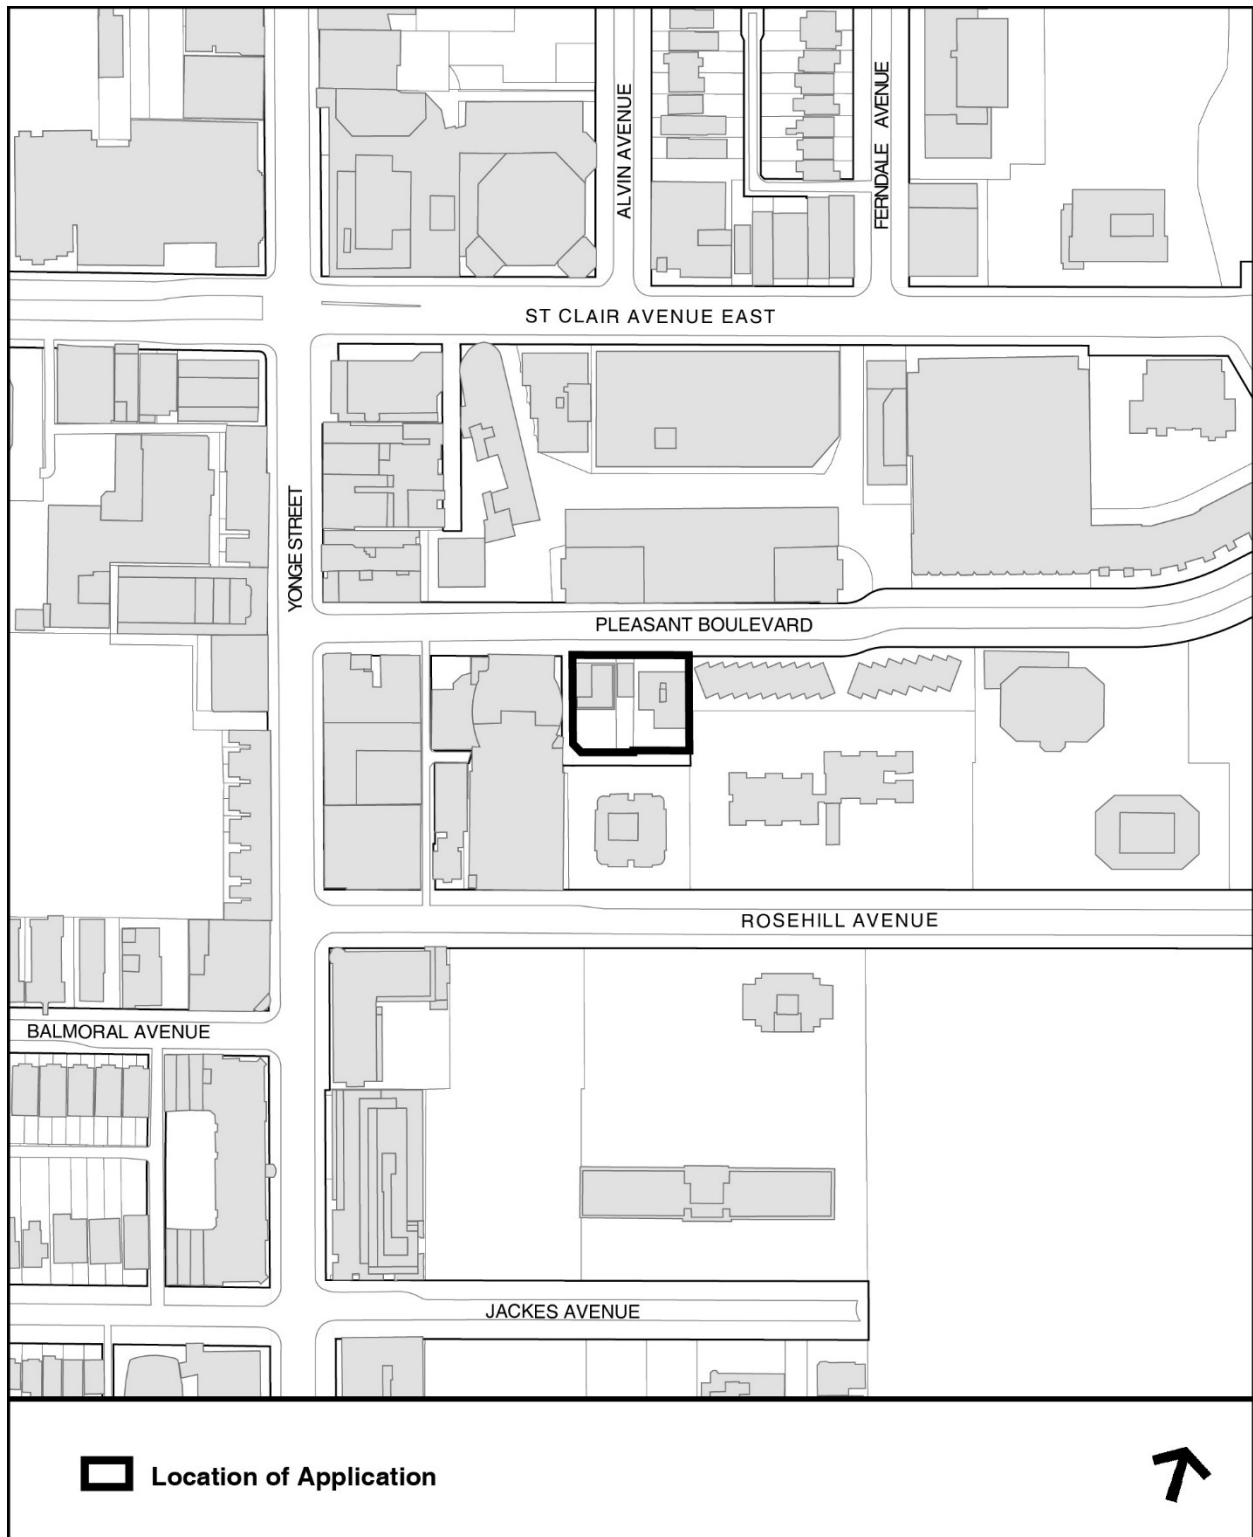 ALVIN AVENUE
FERNDALE AVENUE
ST CLAIR AVENUE EAST
YONGE STREET
PLEASANT BOULEVARD
ROSEHILL AVENUE
BALMORAL AVENUE
JACKES AVENUE
Location of Application